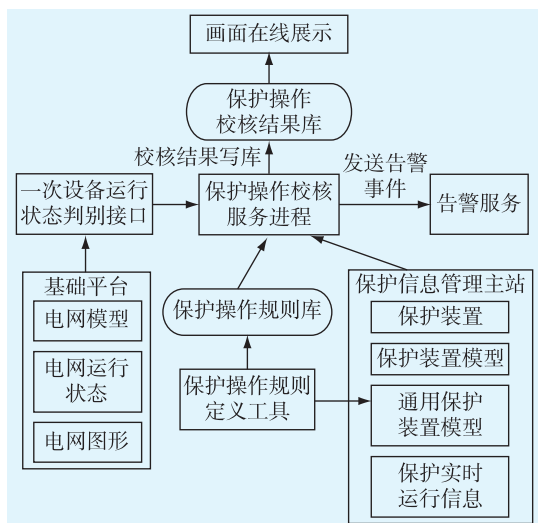 画面在线展示
保护操作
校核结果库
校核结果写库
发送告警
事件
一次设备运行
状态判别接口
保护操作校核
服务进程
告警服务
基础平台
电网模型
电网运行
状态
电网图形
保护操作规则库
保护操作规则
定义工具
保护信息管理主站
保护装置
保护装置模型
通用保护
装置模型
保护实时
运行信息